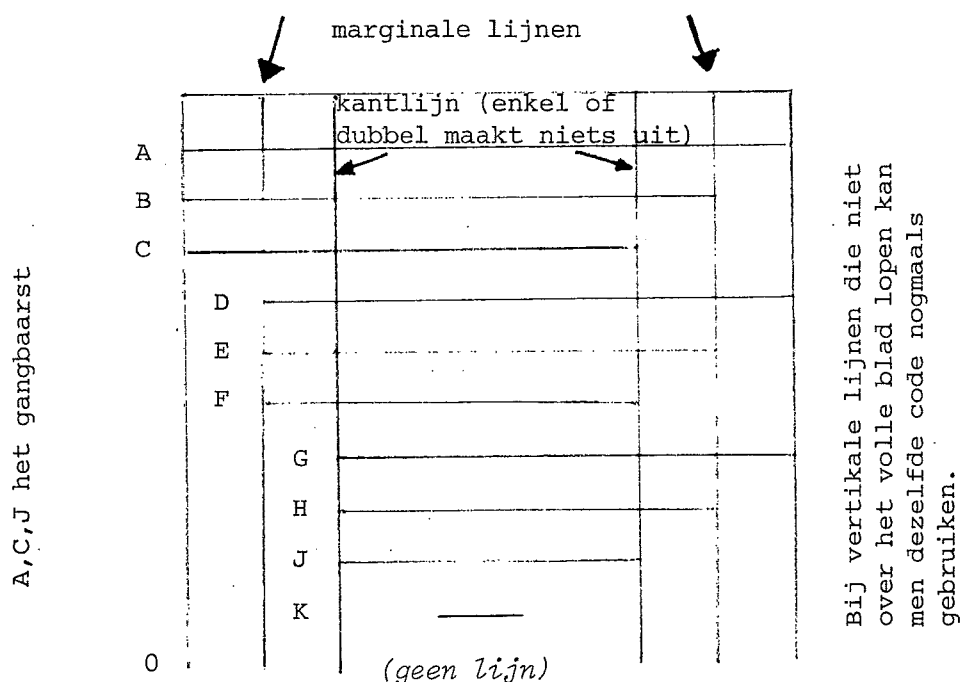 marginale lijnen
kantlijn (enkel of
dubbel maakt niets uit)
A
B
C
D
E
F
G
H
J
K
0
(geen lijn)
A,C,J het gangbaarst
Bij vertikale lijnen die niet
over het volle blad lopen kan
men dezelfde code nogmaals
gebruiken.